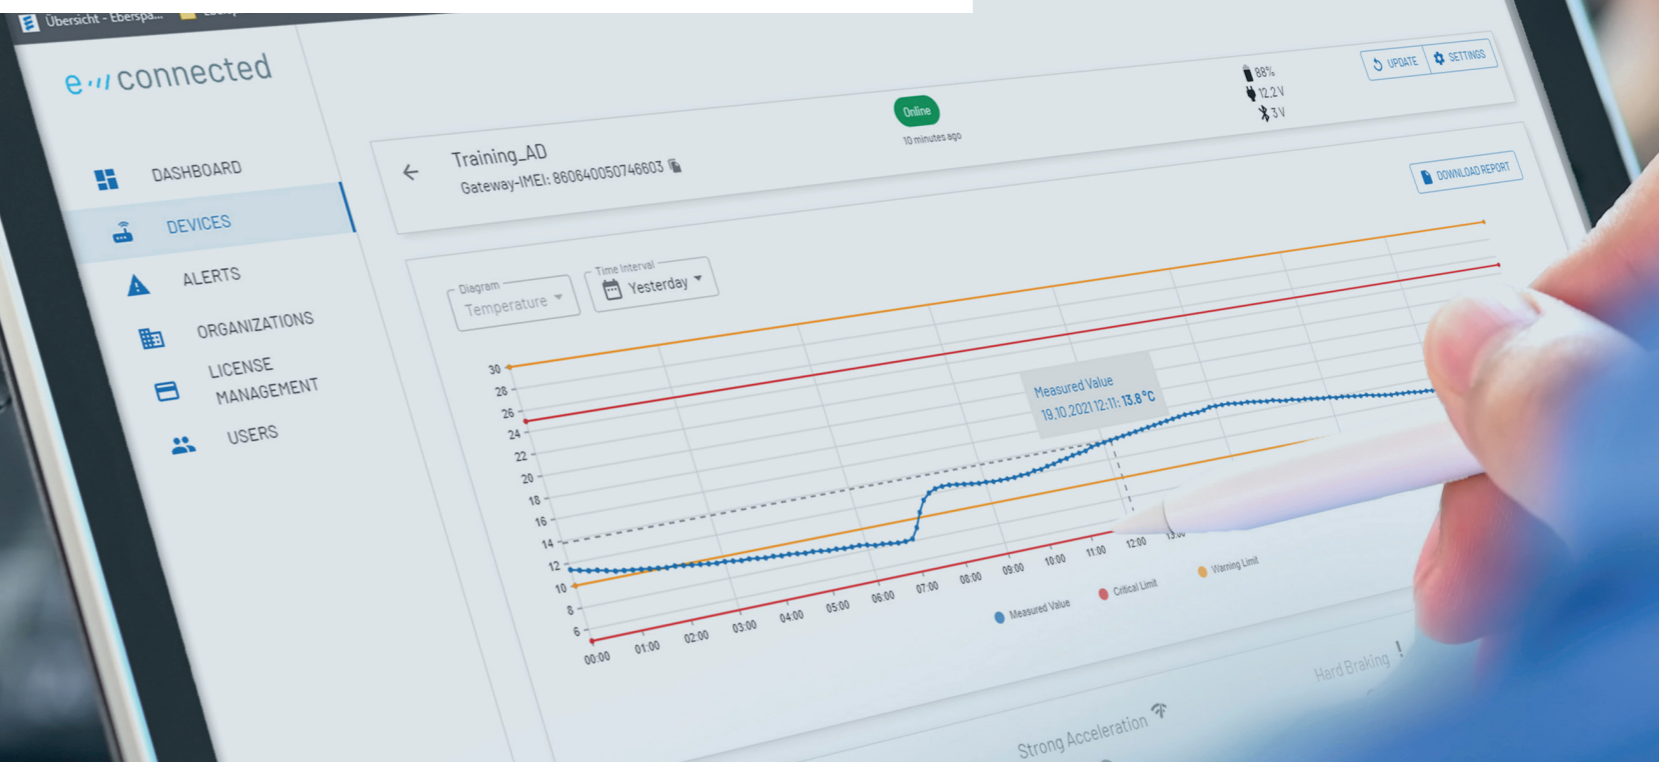 Übersicht - Eberspä...
e connected
DASHBOARD
DEVICES
ALERTS
ORGANIZATIONS
LICENSE
MANAGEMENT
USERS
Training_AD
Gateway-IMEI: 860640050746603
Online
10 minutes ago
88%
12,2 V
3 V
UPDATE
SETTINGS
DOWNLOAD REPORT
Diagram
Temperature
Time Interval
Yesterday
30
28
26
24
22
20
18
16
14
12
10
8
6
Measured Value
19.10.2021 12:11: 13.8°C
00:00
01:00
02:00
03:00
04:00
05:00
06:00
07:00
08:00
09:00
10:00
11:00
12:00
13:00
Measured Value
Critical Limit
Warning Limit
Strong Acceleration
Hard Braking